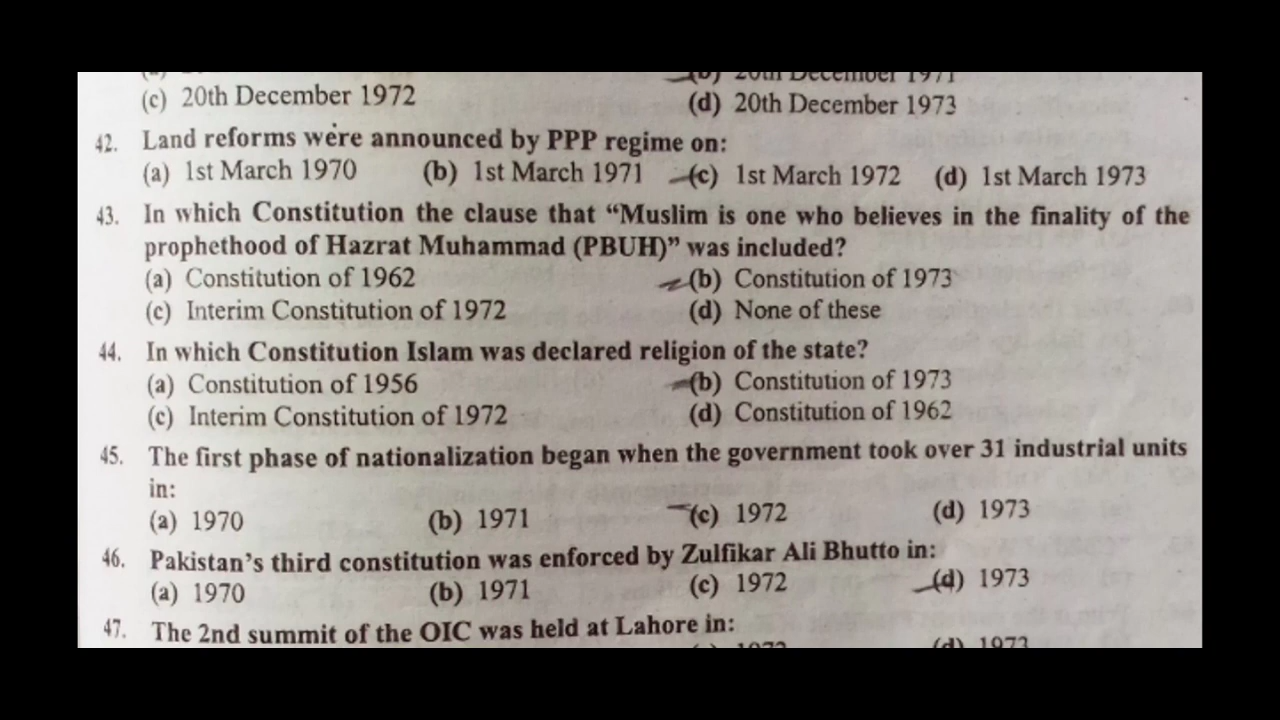 (b) 20th December 1971
(c) 20th December 1972 (d) 20th December 1973
42. Land reforms were announced by PPP regime on:
(a) 1st March 1970 (b) 1st March 1971 (c) 1st March 1972 (d) 1st March 1973
43. In which Constitution the clause that “Muslim is one who believes in the finality of the
prophethood of Hazrat Muhammad (PBUH)” was included?
(a) Constitution of 1962 (b) Constitution of 1973
(c) Interim Constitution of 1972 (d) None of these
44. In which Constitution Islam was declared religion of the state?
(a) Constitution of 1956 (b) Constitution of 1973
(c) Interim Constitution of 1972 (d) Constitution of 1962
45. The first phase of nationalization began when the government took over 31 industrial units
in:
(a) 1970 (b) 1971 (c) 1972 (d) 1973
46. Pakistan’s third constitution was enforced by Zulfikar Ali Bhutto in:
(a) 1970 (b) 1971 (c) 1972 (d) 1973
47. The 2nd summit of the OIC was held at Lahore in:
(d) 1973